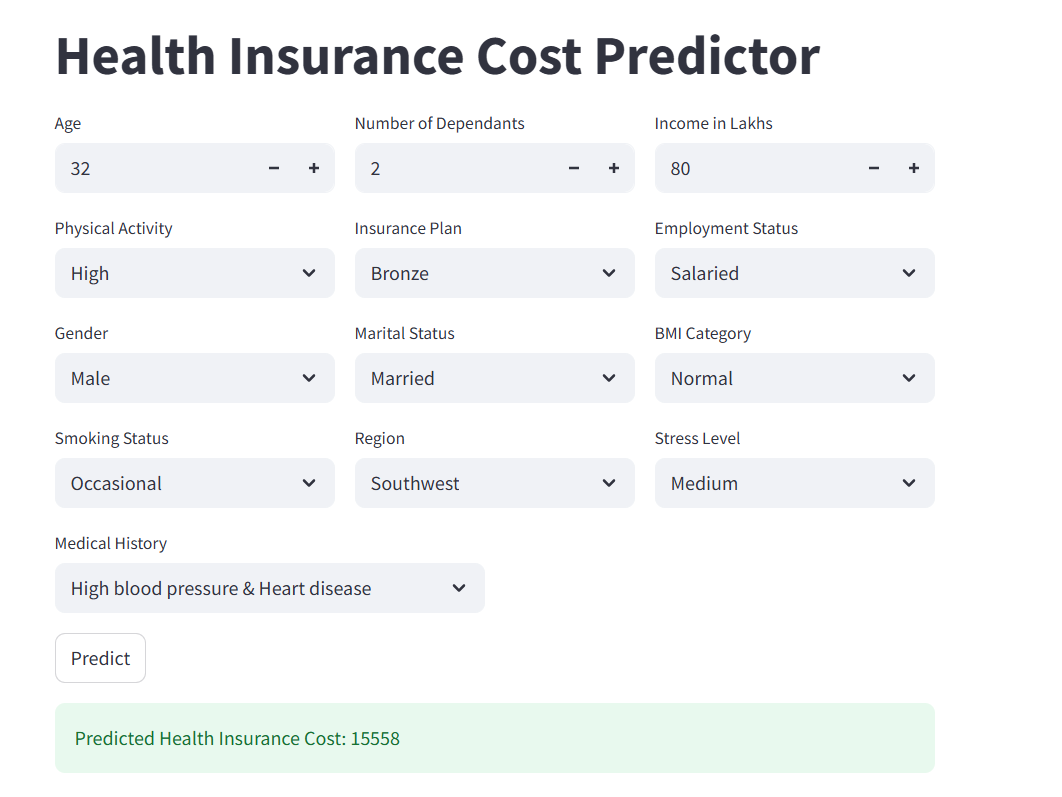 Health Insurance Cost Predictor
Age Number of Dependants Income in Lakhs
32 − + 2 − + 80 − +
Physical Activity Insurance Plan Employment Status
High Bronze Salaried
Gender Marital Status BMI Category
Male Married Normal
Smoking Status Region Stress Level
Occasional Southwest Medium
Medical History
High blood pressure & Heart disease
Predict
Predicted Health Insurance Cost: 15558